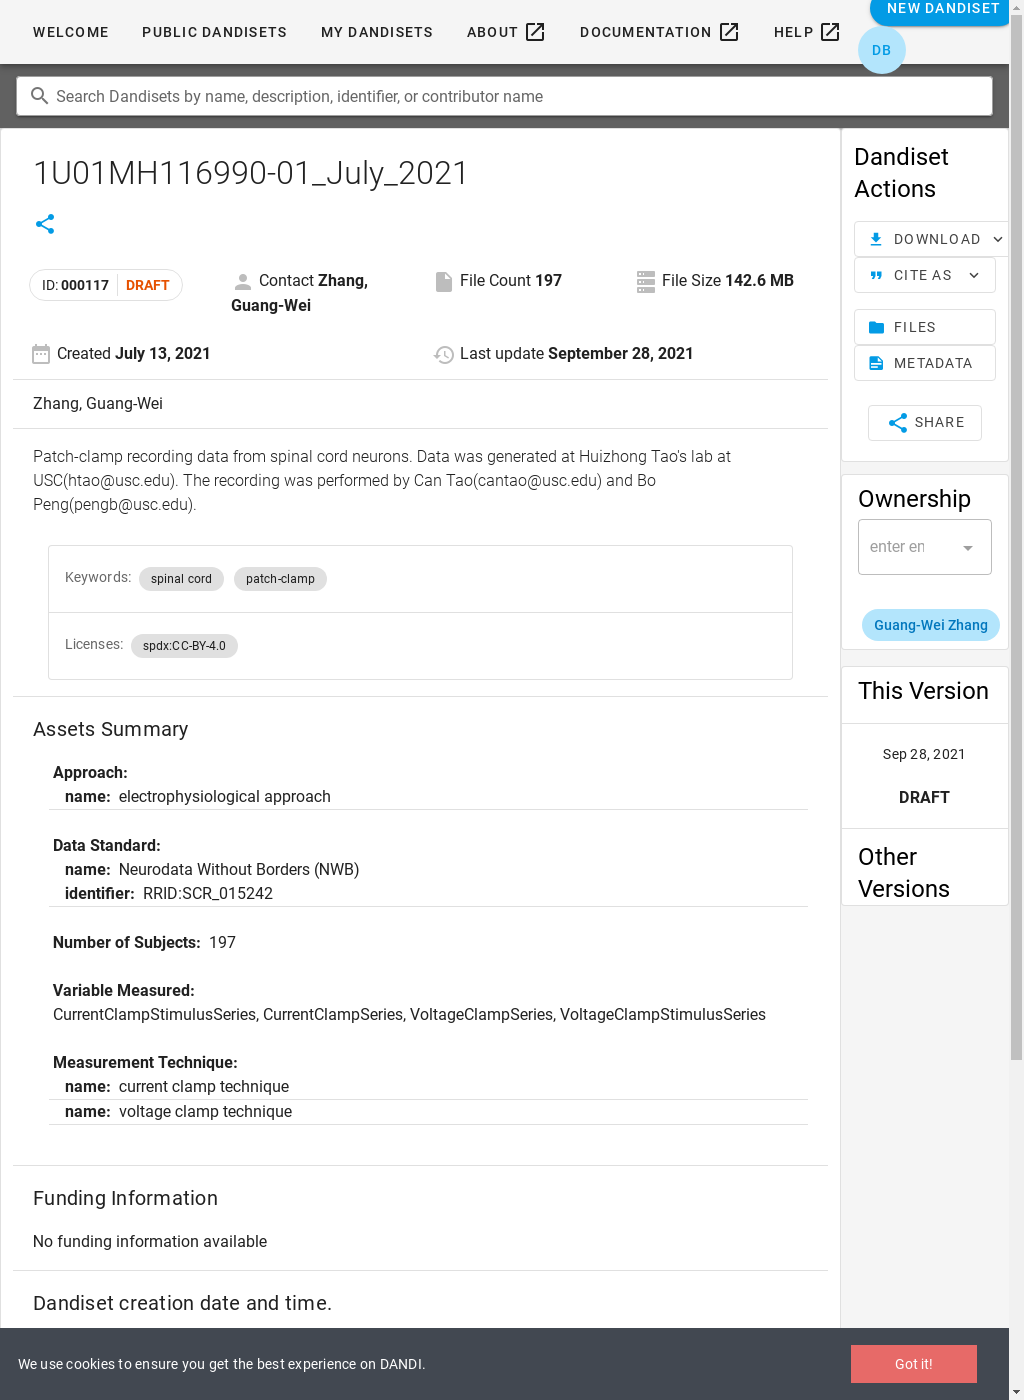 WELCOME PUBLIC DANDISETS MY DANDISETS ABOUT DOCUMENTATION HELP NEW DANDISET
DB
Search Dandisets by name, description, identifier, or contributor name
1U01MH116990-01_July_2021
ID: 000117 DRAFT
Contact Zhang,
Guang-Wei
File Count 197
File Size 142.6 MB
Created July 13, 2021
Last update September 28, 2021
Zhang, Guang-Wei
Patch-clamp recording data from spinal cord neurons. Data was generated at Huizhong Tao's lab at
USC(htao@usc.edu). The recording was performed by Can Tao(cantao@usc.edu) and Bo
Peng(pengb@usc.edu).
Keywords: spinal cord patch-clamp
Licenses: spdx:CC-BY-4.0
Assets Summary
Approach:
name: electrophysiological approach
Data Standard:
name: Neurodata Without Borders (NWB)
identifier: RRID:SCR_015242
Number of Subjects: 197
Variable Measured:
CurrentClampStimulusSeries, CurrentClampSeries, VoltageClampSeries, VoltageClampStimulusSeries
Measurement Technique:
name: current clamp technique
name: voltage clamp technique
Funding Information
No funding information available
Dandiset creation date and time.
Dandiset
Actions
DOWNLOAD
CITE AS
FILES
METADATA
SHARE
Ownership
enter en
Guang-Wei Zhang
This Version
Sep 28, 2021
DRAFT
Other
Versions
We use cookies to ensure you get the best experience on DANDI.
Got it!